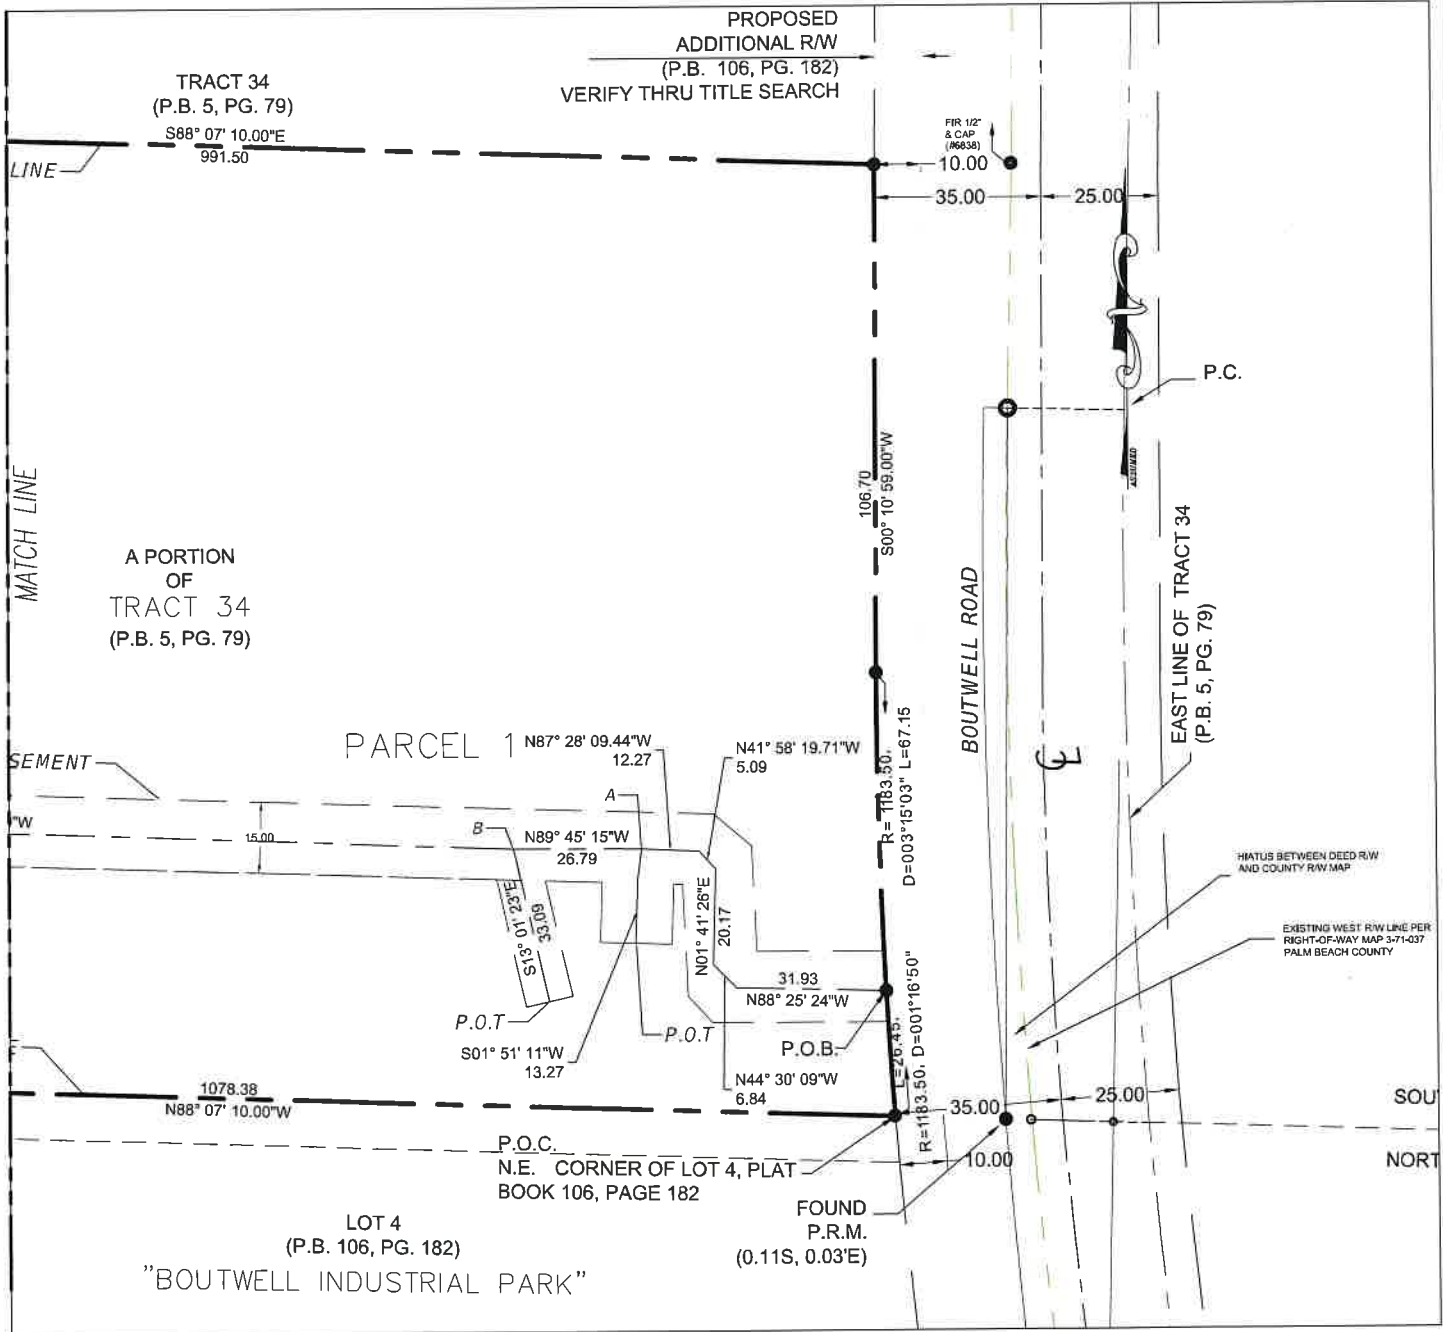 PROPOSED
ADDITIONAL R/W
(P.B. 106, PG. 182)
VERIFY THRU TITLE SEARCH
TRACT 34
(P.B. 5, PG. 79)
S88° 07' 10.00"E
991.50
LINE
FIR 1/2"
& CAP
(#6838)
10.00
35.00
25.00
P.C.
ASSUMED
MATCH LINE
106.70
S00° 10' 59.00"W
A PORTION
OF
TRACT 34
(P.B. 5, PG. 79)
BOUTWELL ROAD
EAST LINE OF TRACT 34
(P.B. 5, PG. 79)
R= 1183.50,
D=003°15'03" L=67.15
PARCEL 1
N87° 28' 09.44"W
12.27
N41° 58' 19.71"W
5.09
SEMENT
"W
15.00
A
B
N89° 45' 15"W
26.79
S13° 01' 23"E
33.09
N01° 41' 26"E
20.17
31.93
N88° 25' 24"W
HIATUS BETWEEN DEED R/W
AND COUNTY R/W MAP
EXISTING WEST R/W LINE PER
RIGHT-OF-WAY MAP 3-71-037
PALM BEACH COUNTY
P.O.T
P.O.T
S01° 51' 11"W
13.27
P.O.B.
N44° 30' 09"W
6.84
L=26.45,
R=1183.50, D=001°16'50"
1078.38
N88° 07' 10.00"W
35.00
25.00
SOU
NORT
10.00
P.O.C.
N.E. CORNER OF LOT 4, PLAT
BOOK 106, PAGE 182
FOUND
P.R.M.
(0.11S, 0.03'E)
LOT 4
(P.B. 106, PG. 182)
"BOUTWELL INDUSTRIAL PARK"